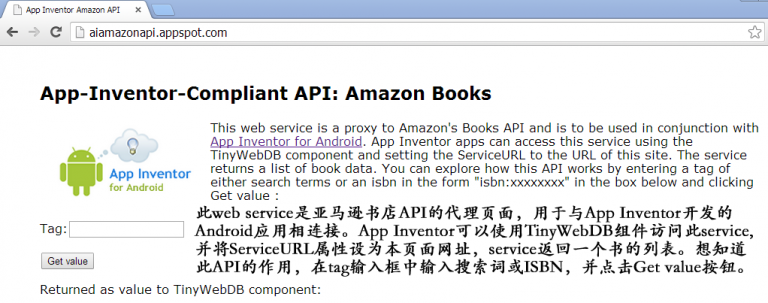 App Inventor Amazon API
aiamazonapi.appspot.com
App-Inventor-Compliant API: Amazon Books
App Inventor
for Android
This web service is a proxy to Amazon's Books API and is to be used in conjunction with
App Inventor for Android. App Inventor apps can access this service using the
TinyWebDB component and setting the ServiceURL to the URL of this site. The service
returns a list of book data. You can explore how this API works by entering a tag of
either search terms or an isbn in the form "isbn:xxxxxxxx" in the box below and clicking
Get value :
此web service是亚马逊书店API的代理页面，用于与App Inventor开发的
Android应用相连接。App Inventor可以使用TinyWebDB组件访问此service,
并将ServiceURL属性设为本页面网址，service返回一个书的列表。想知道
此API的作用，在tag输入框中输入搜索词或ISBN，并点击Get value按钮。
Tag:
Get value
Returned as value to TinyWebDB component: